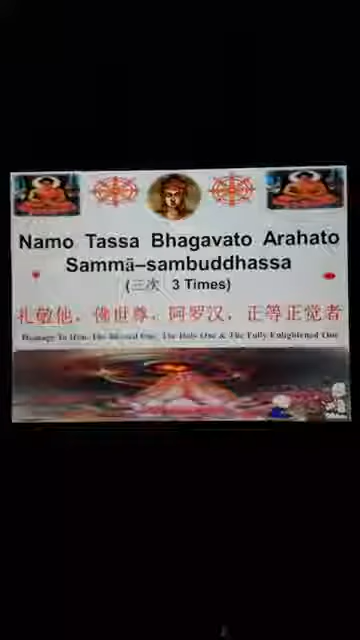 Namo Tassa Bhagavato Arahato
Sammā–sambuddhassa
(三次 3 Times)
礼敬他，佛世尊，阿罗汉，正等正觉者
Homage To Him, The Blessed One, The Holy One & The Fully Enlightened One